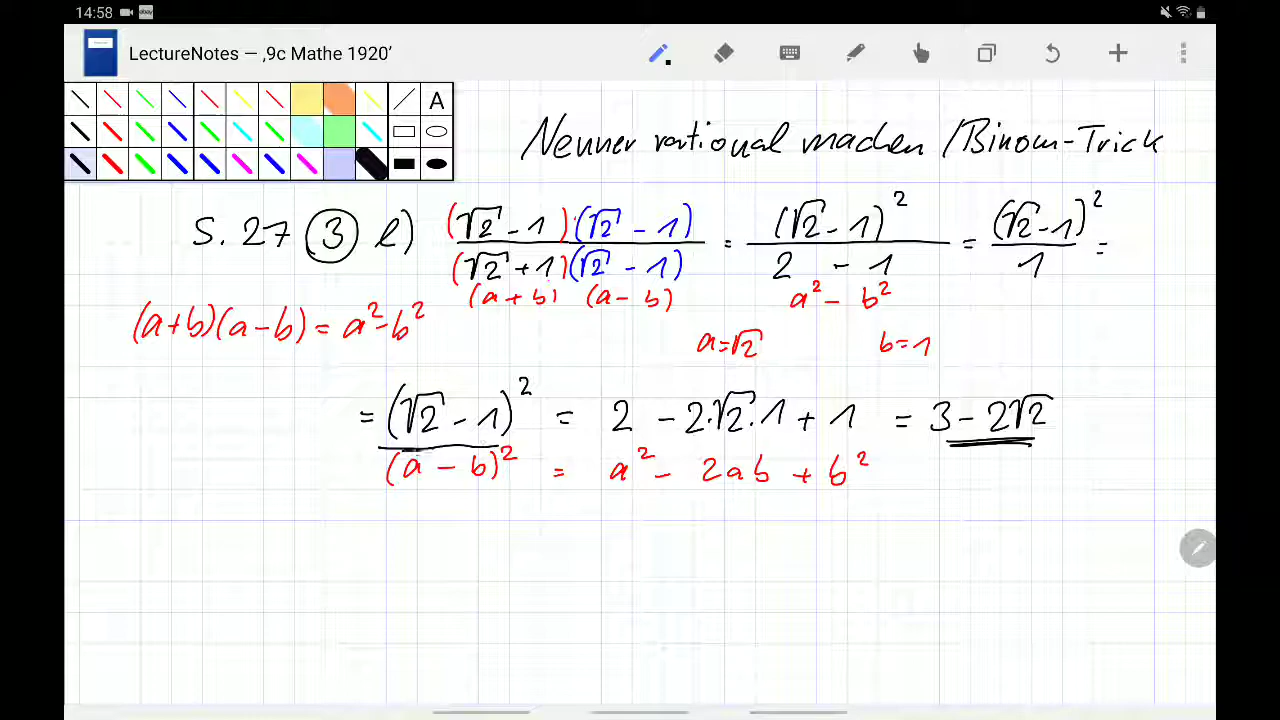 14:58 ebay
LectureNotes — ‚9c Mathe 1920’
A
Nenner rational machen / Binom-Trick
S. 27 ③ l) (√2 - 1)(√2 - 1) / (√2 + 1)(√2 - 1) = (√2 - 1)² / 2 - 1 = (√2 - 1)² / 1 =
(a + b) (a - b) a² - b²
(a+b)(a-b) = a² - b²
a = √2 b = 1
= (√2 - 1)² = 2 - 2·√2·1 + 1 = 3 - 2√2
(a - b)² = a² - 2ab + b²